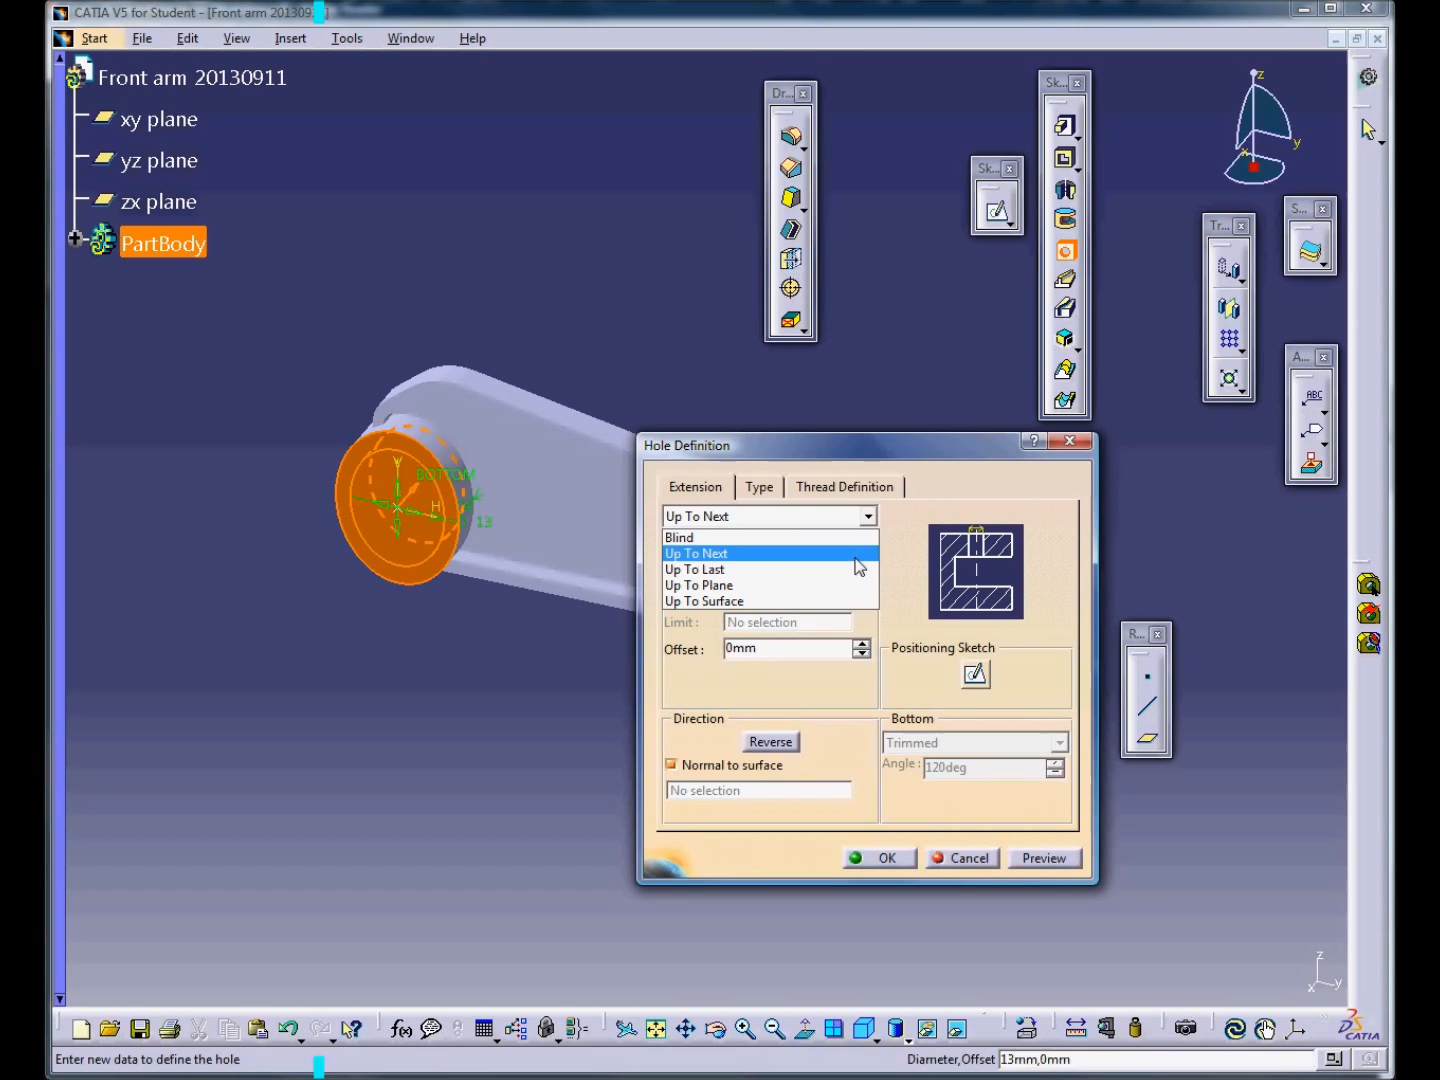 CATIA V5 for Student - [Front arm 201309
Start File Edit View Insert Tools Window Help
Front arm 20130911
xy plane
yz plane
zx plane
PartBody
Dr...
Sk...
Sk...
Tr...
S...
A...
ABC
R...
z
y
x
BOTTOM
V
H
13
Hole Definition
Extension Type Thread Definition
Up To Next
Blind
Up To Next
Up To Last
Up To Plane
Up To Surface
Limit : No selection
Offset : 0mm
Positioning Sketch
Direction
Reverse
Normal to surface
No selection
Bottom
Trimmed
Angle : 120deg
OK Cancel Preview
z
x y
f(x)
CATIA
Enter new data to define the hole
Diameter,Offset 13mm,0mm